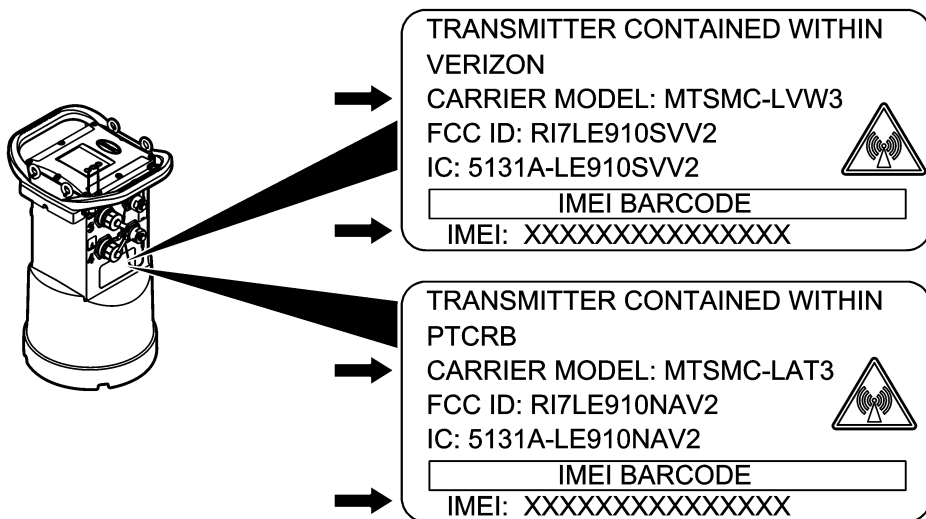 TRANSMITTER CONTAINED WITHIN
VERIZON
CARRIER MODEL: MTSMC-LVW3
FCC ID: RI7LE910SVV2
IC: 5131A-LE910SVV2
IMEI BARCODE
IMEI: XXXXXXXXXXXXXXX
TRANSMITTER CONTAINED WITHIN
PTCRB
CARRIER MODEL: MTSMC-LAT3
FCC ID: RI7LE910NAV2
IC: 5131A-LE910NAV2
IMEI BARCODE
IMEI: XXXXXXXXXXXXXXX